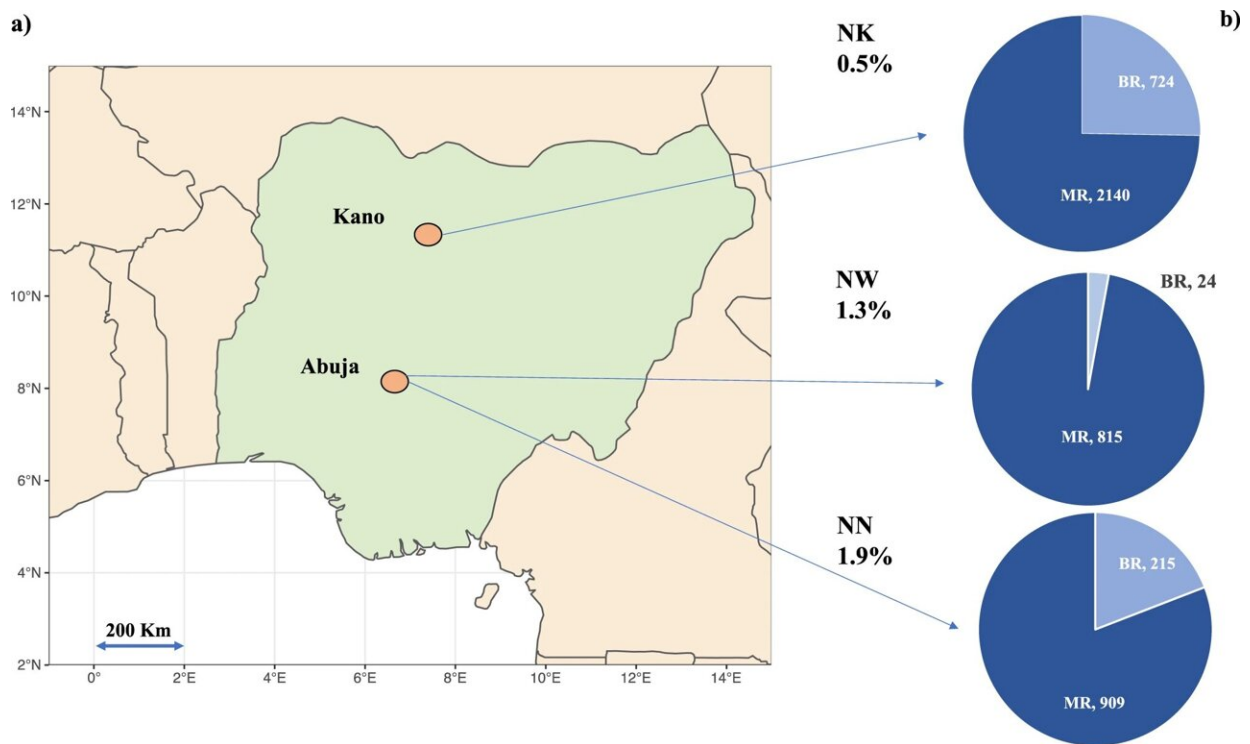 a)
b)
NK
0.5%
BR, 724
MR, 2140
14°N
12°N
10°N
8°N
6°N
4°N
2°N
Kano
Abuja
NW
1.3%
BR, 24
MR, 815
NN
1.9%
BR, 215
MR, 909
200 Km
0°
2°E
4°E
6°E
8°E
10°E
12°E
14°E